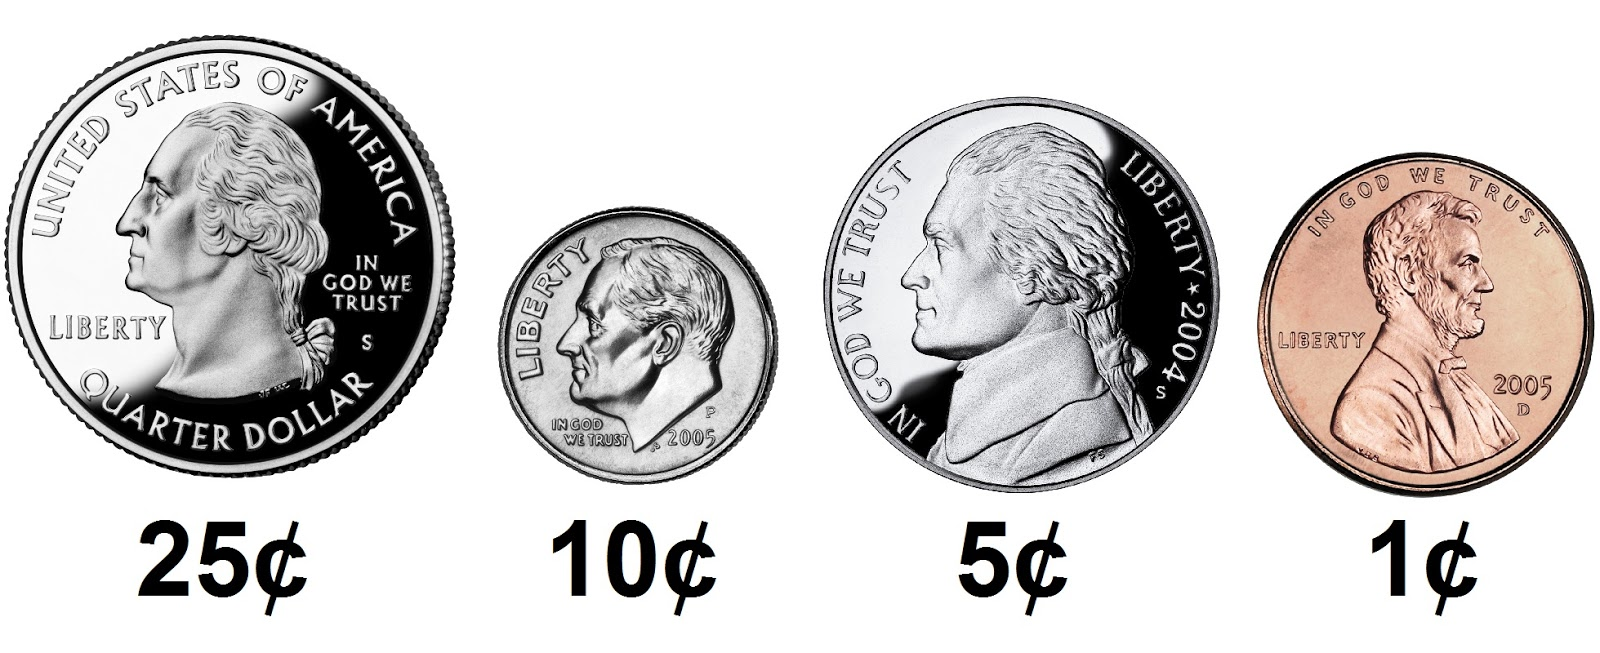 UNITED STATES OF AMERICA
LIBERTY
IN
GOD WE
TRUST
S
QUARTER DOLLAR
LIBERTY
IN GOD
WE TRUST
P
2005
IN GOD WE TRUST
LIBERTY★2004
S
FS
IN GOD WE TRUST
LIBERTY
2005
D
25¢
10¢
5¢
1¢